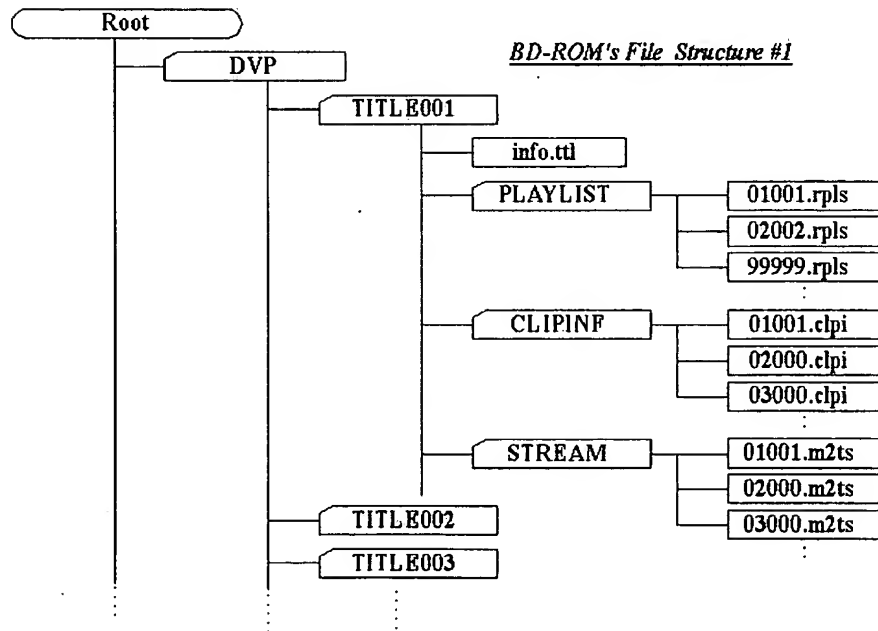 Root
BD-ROM's File Structure #1
DVP
TITLE001
info.ttl
PLAYLIST
01001.rpls
02002.rpls
99999.rpls
CLIPINF
01001.clpi
02000.clpi
03000.clpi
STREAM
01001.m2ts
02000.m2ts
03000.m2ts
TITLE002
TITLE003